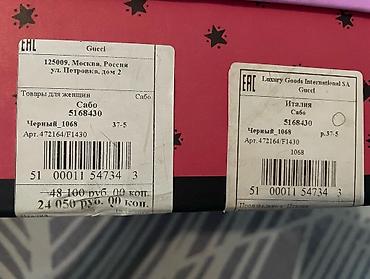 EAC
Gucci
125009, Москва, Россия
ул. Петровка, дом 2
Товары для женщин Сабо
Сабо
5168430
Черный_1068 37-5
Арт. 472164/F1430
51 00011 54734 3
48 100 руб. 00 коп.
24 050 руб. 00 коп.
EAC
Luxury Goods International SA
Gucci
Италия
Сабо
5168430
Черный_1068 р.37-5
Арт. 472164/F1430
1068
51 00011 54734 3